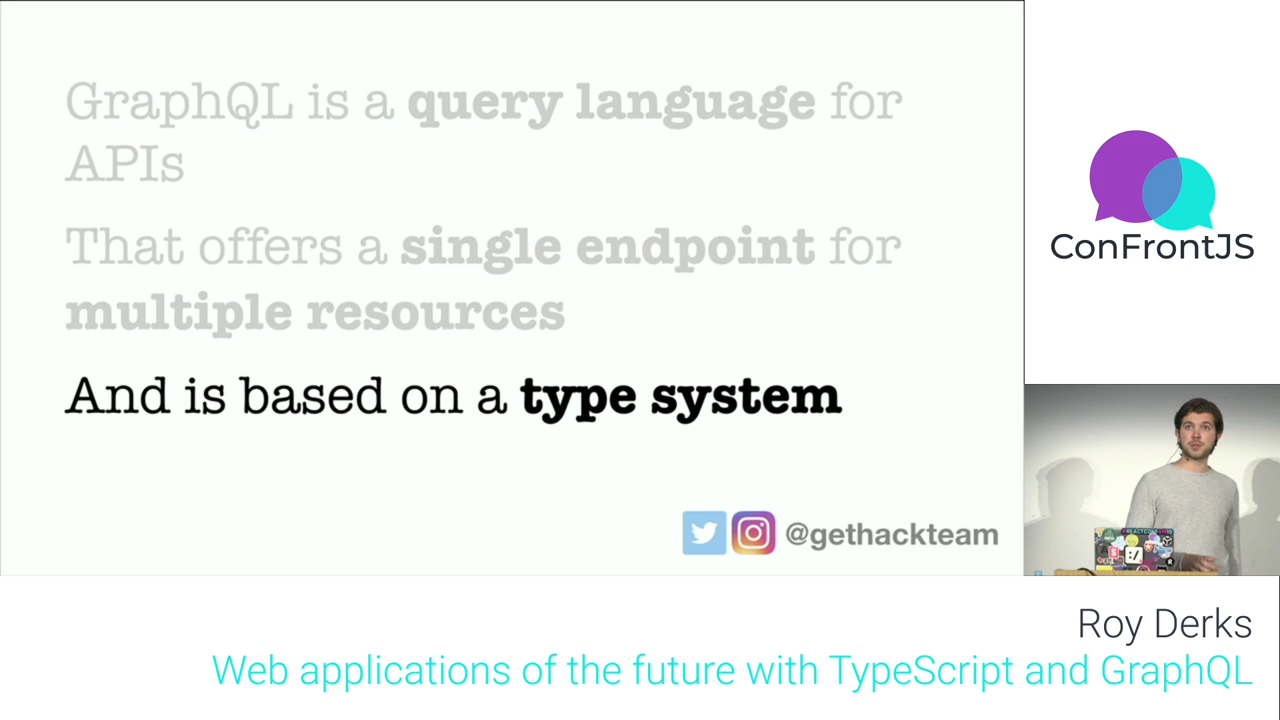 GraphQL is a query language for
APIs
That offers a single endpoint for
multiple resources
And is based on a type system
@gethackteam
ConFrontJS
Roy Derks
Web applications of the future with TypeScript and GraphQL